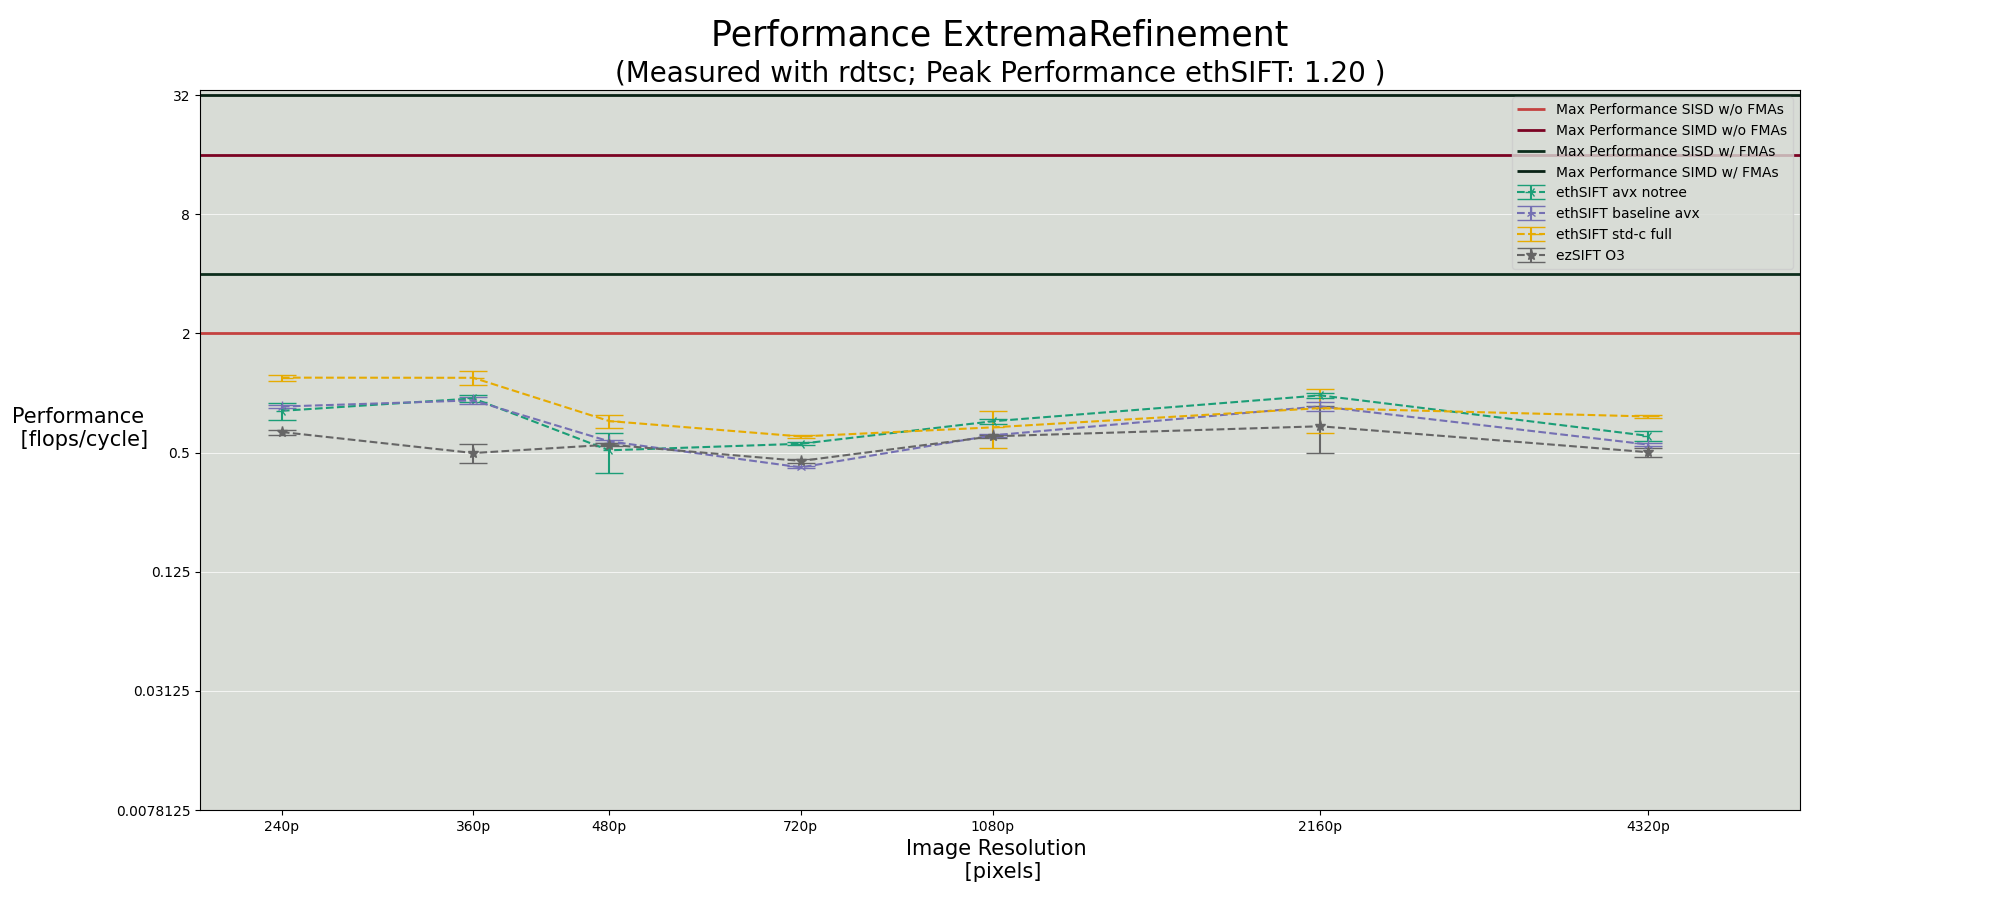 Performance ExtremaRefinement
(Measured with rdtsc; Peak Performance ethSIFT: 1.20 )
32
8
2
0.5
0.125
0.03125
0.0078125
Performance
[flops/cycle]
Max Performance SISD w/o FMAs
Max Performance SIMD w/o FMAs
Max Performance SISD w/ FMAs
Max Performance SIMD w/ FMAs
ethSIFT avx notree
ethSIFT baseline avx
ethSIFT std-c full
ezSIFT O3
240p 360p 480p 720p 1080p 2160p 4320p
Image Resolution
[pixels]